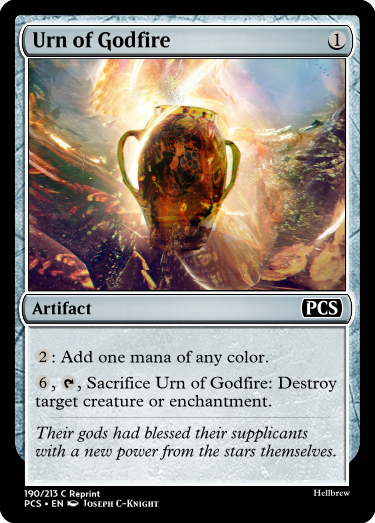 Urn of Godfire 1
Artifact PCS
2: Add one mana of any color.
6, , Sacrifice Urn of Godfire: Destroy
target creature or enchantment.
Their gods had blessed their supplicants
with a new power from the stars themselves.
190/213 C Reprint Hellbrew
PCS • EN Joseph C-Knight